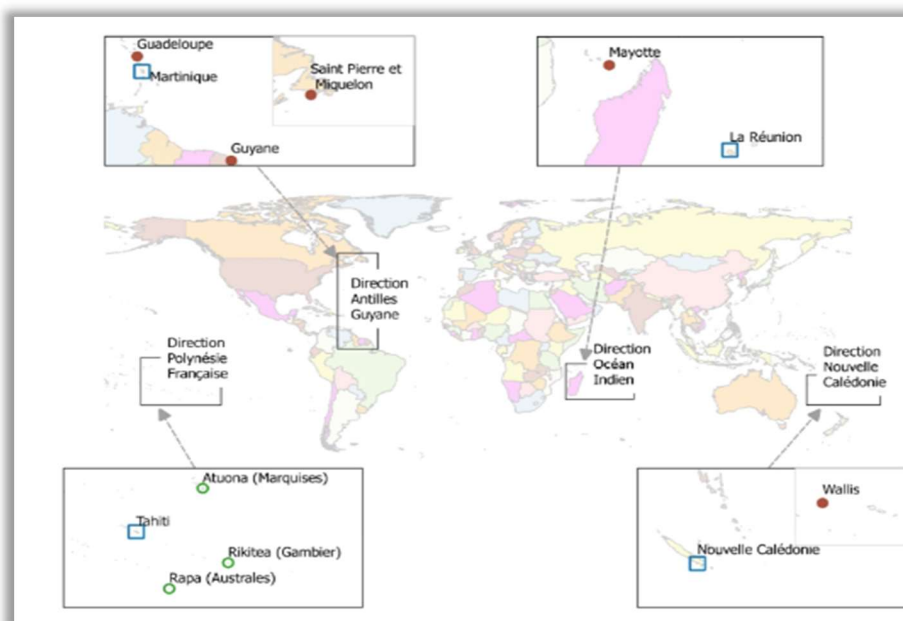 Guadeloupe
Martinique
Saint Pierre et
Miquelon
Guyane
Mayotte
La Réunion
Direction
Antilles
Guyane
Direction
Polynésie
Française
Direction
Océan
Indien
Direction
Nouvelle
Calédonie
Atuona (Marquises)
Tahiti
Rikitea (Gambier)
Rapa (Australes)
Wallis
Nouvelle Calédonie